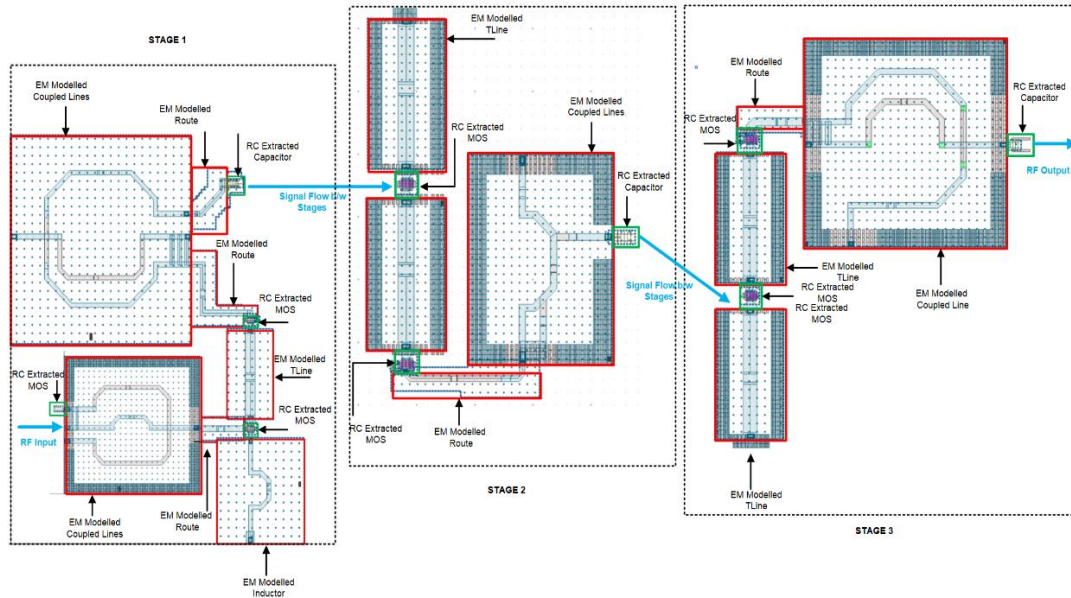 STAGE 1
EM Modelled
Coupled Lines
EM Modelled
Route
RC Extracted
Capacitor
EM Modelled
Route
RC Extracted
MOS
EM Modelled
TLine
RC Extracted
MOS
RC Extracted
MOS
RF Input
EM Modelled
Coupled Lines
EM Modelled
Route
EM Modelled
Inductor
Signal Flow b/w
Stages
EM Modelled
TLine
EM Modelled
Coupled Lines
RC Extracted
MOS
RC Extracted
Capacitor
RC Extracted
MOS
EM Modelled
Route
STAGE 2
Signal Flow b/w
Stages
EM Modelled
Route
RC Extracted
MOS
RC Extracted
Capacitor
RF Output
EM Modelled
TLine
RC Extracted
MOS
RC Extracted
MOS
EM Modelled
Coupled Line
EM Modelled
TLine
STAGE 3